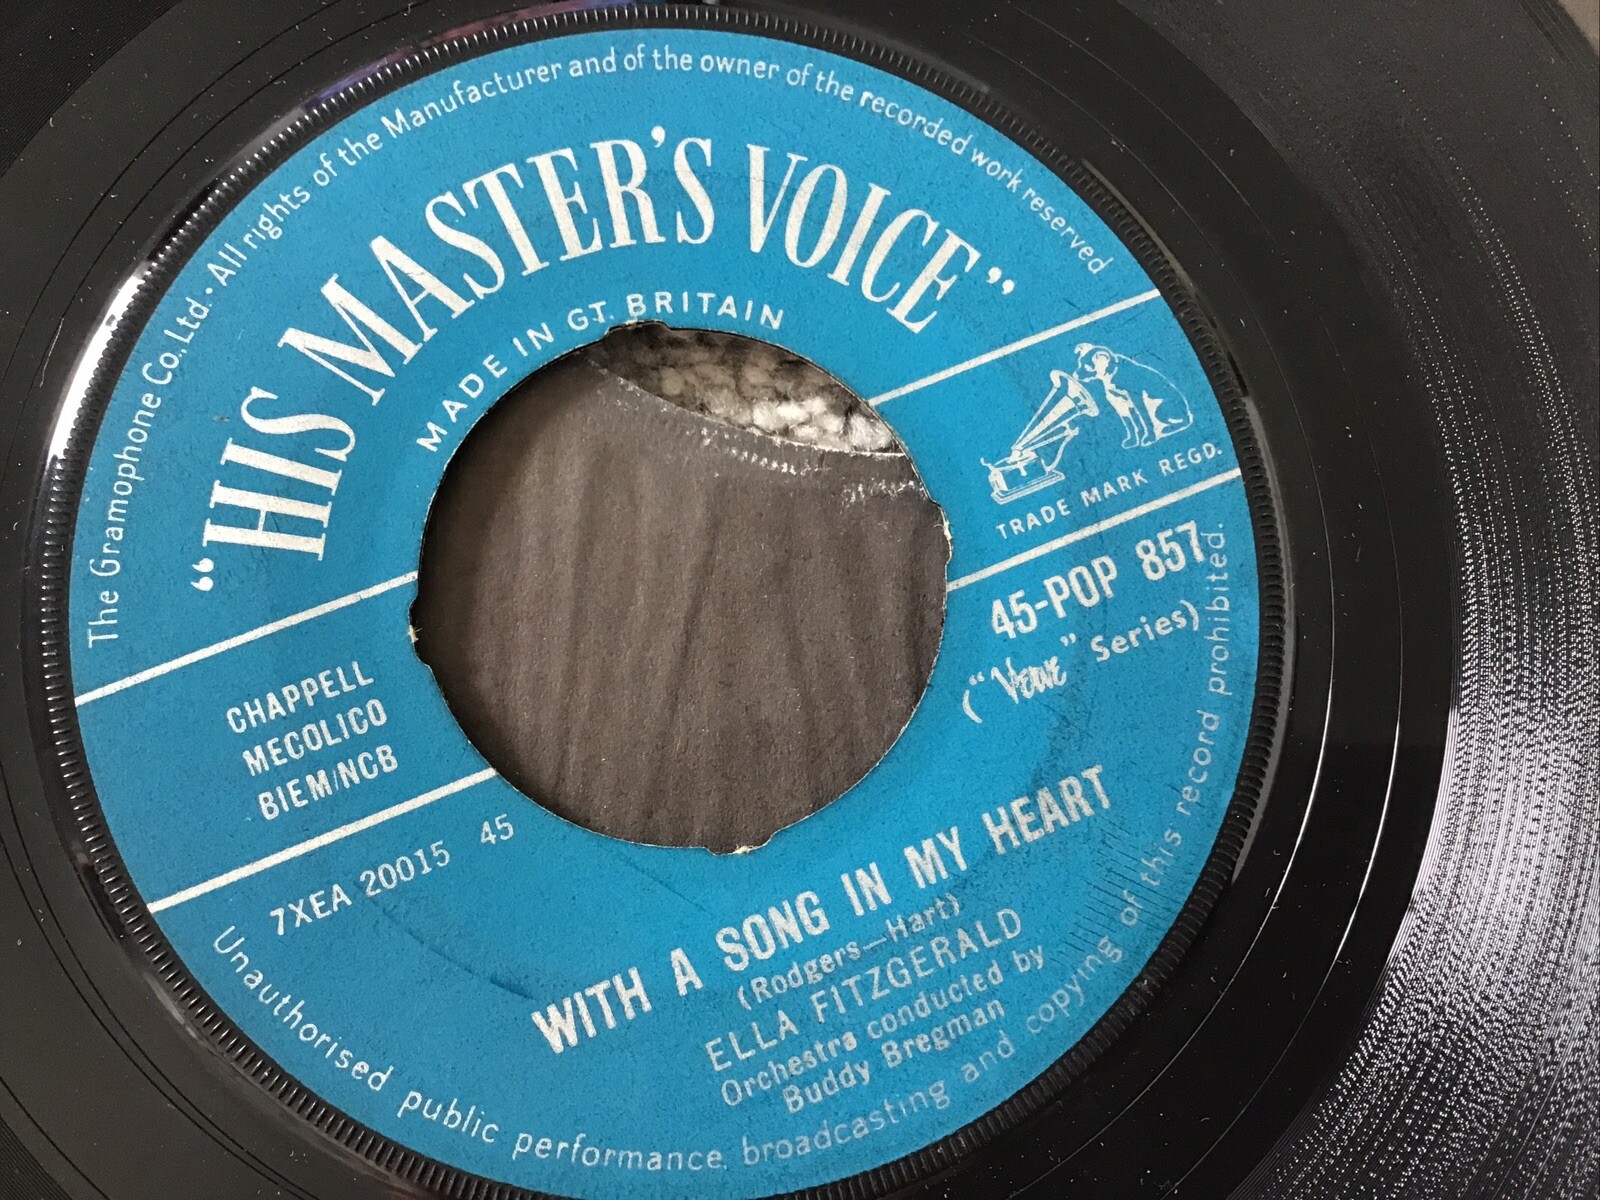 The Gramophone Co. Ltd. · All rights of the Manufacturer and of the owner of the recorded work reserved
“HIS MASTER'S VOICE”
MADE IN GT. BRITAIN
TRADE MARK REGD.
45-POP 857
(“Verve” Series)
CHAPPELL
MECOLICO
BIEM/NCB
7XEA 20015 45
WITH A SONG IN MY HEART
(Rodgers—Hart)
ELLA FITZGERALD
Orchestra conducted by
Buddy Bregman
Unauthorised public performance, broadcasting and copying of this record prohibited.